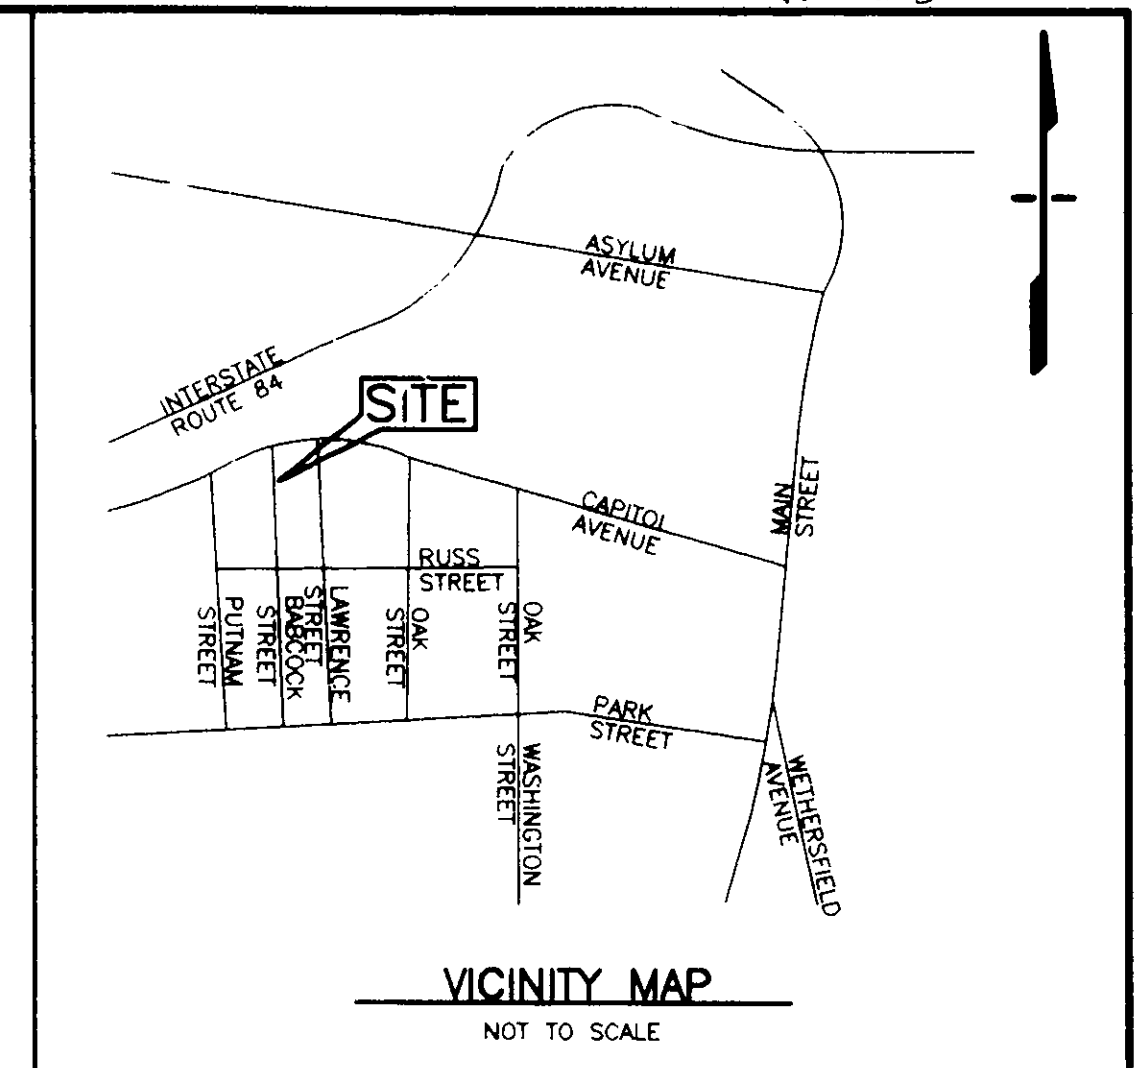 ASYLUM
AVENUE
INTERSTATE
ROUTE 84
SITE
MAIN
STREET
CAPITOL
AVENUE
RUSS
STREET
PUTNAM
STREET
BABCOCK
STREET
LAWRENCE
STREET
OAK
STREET
OAK
STREET
PARK
STREET
WASHINGTON
STREET
WETHERSFIELD
AVENUE
VICINITY MAP
NOT TO SCALE